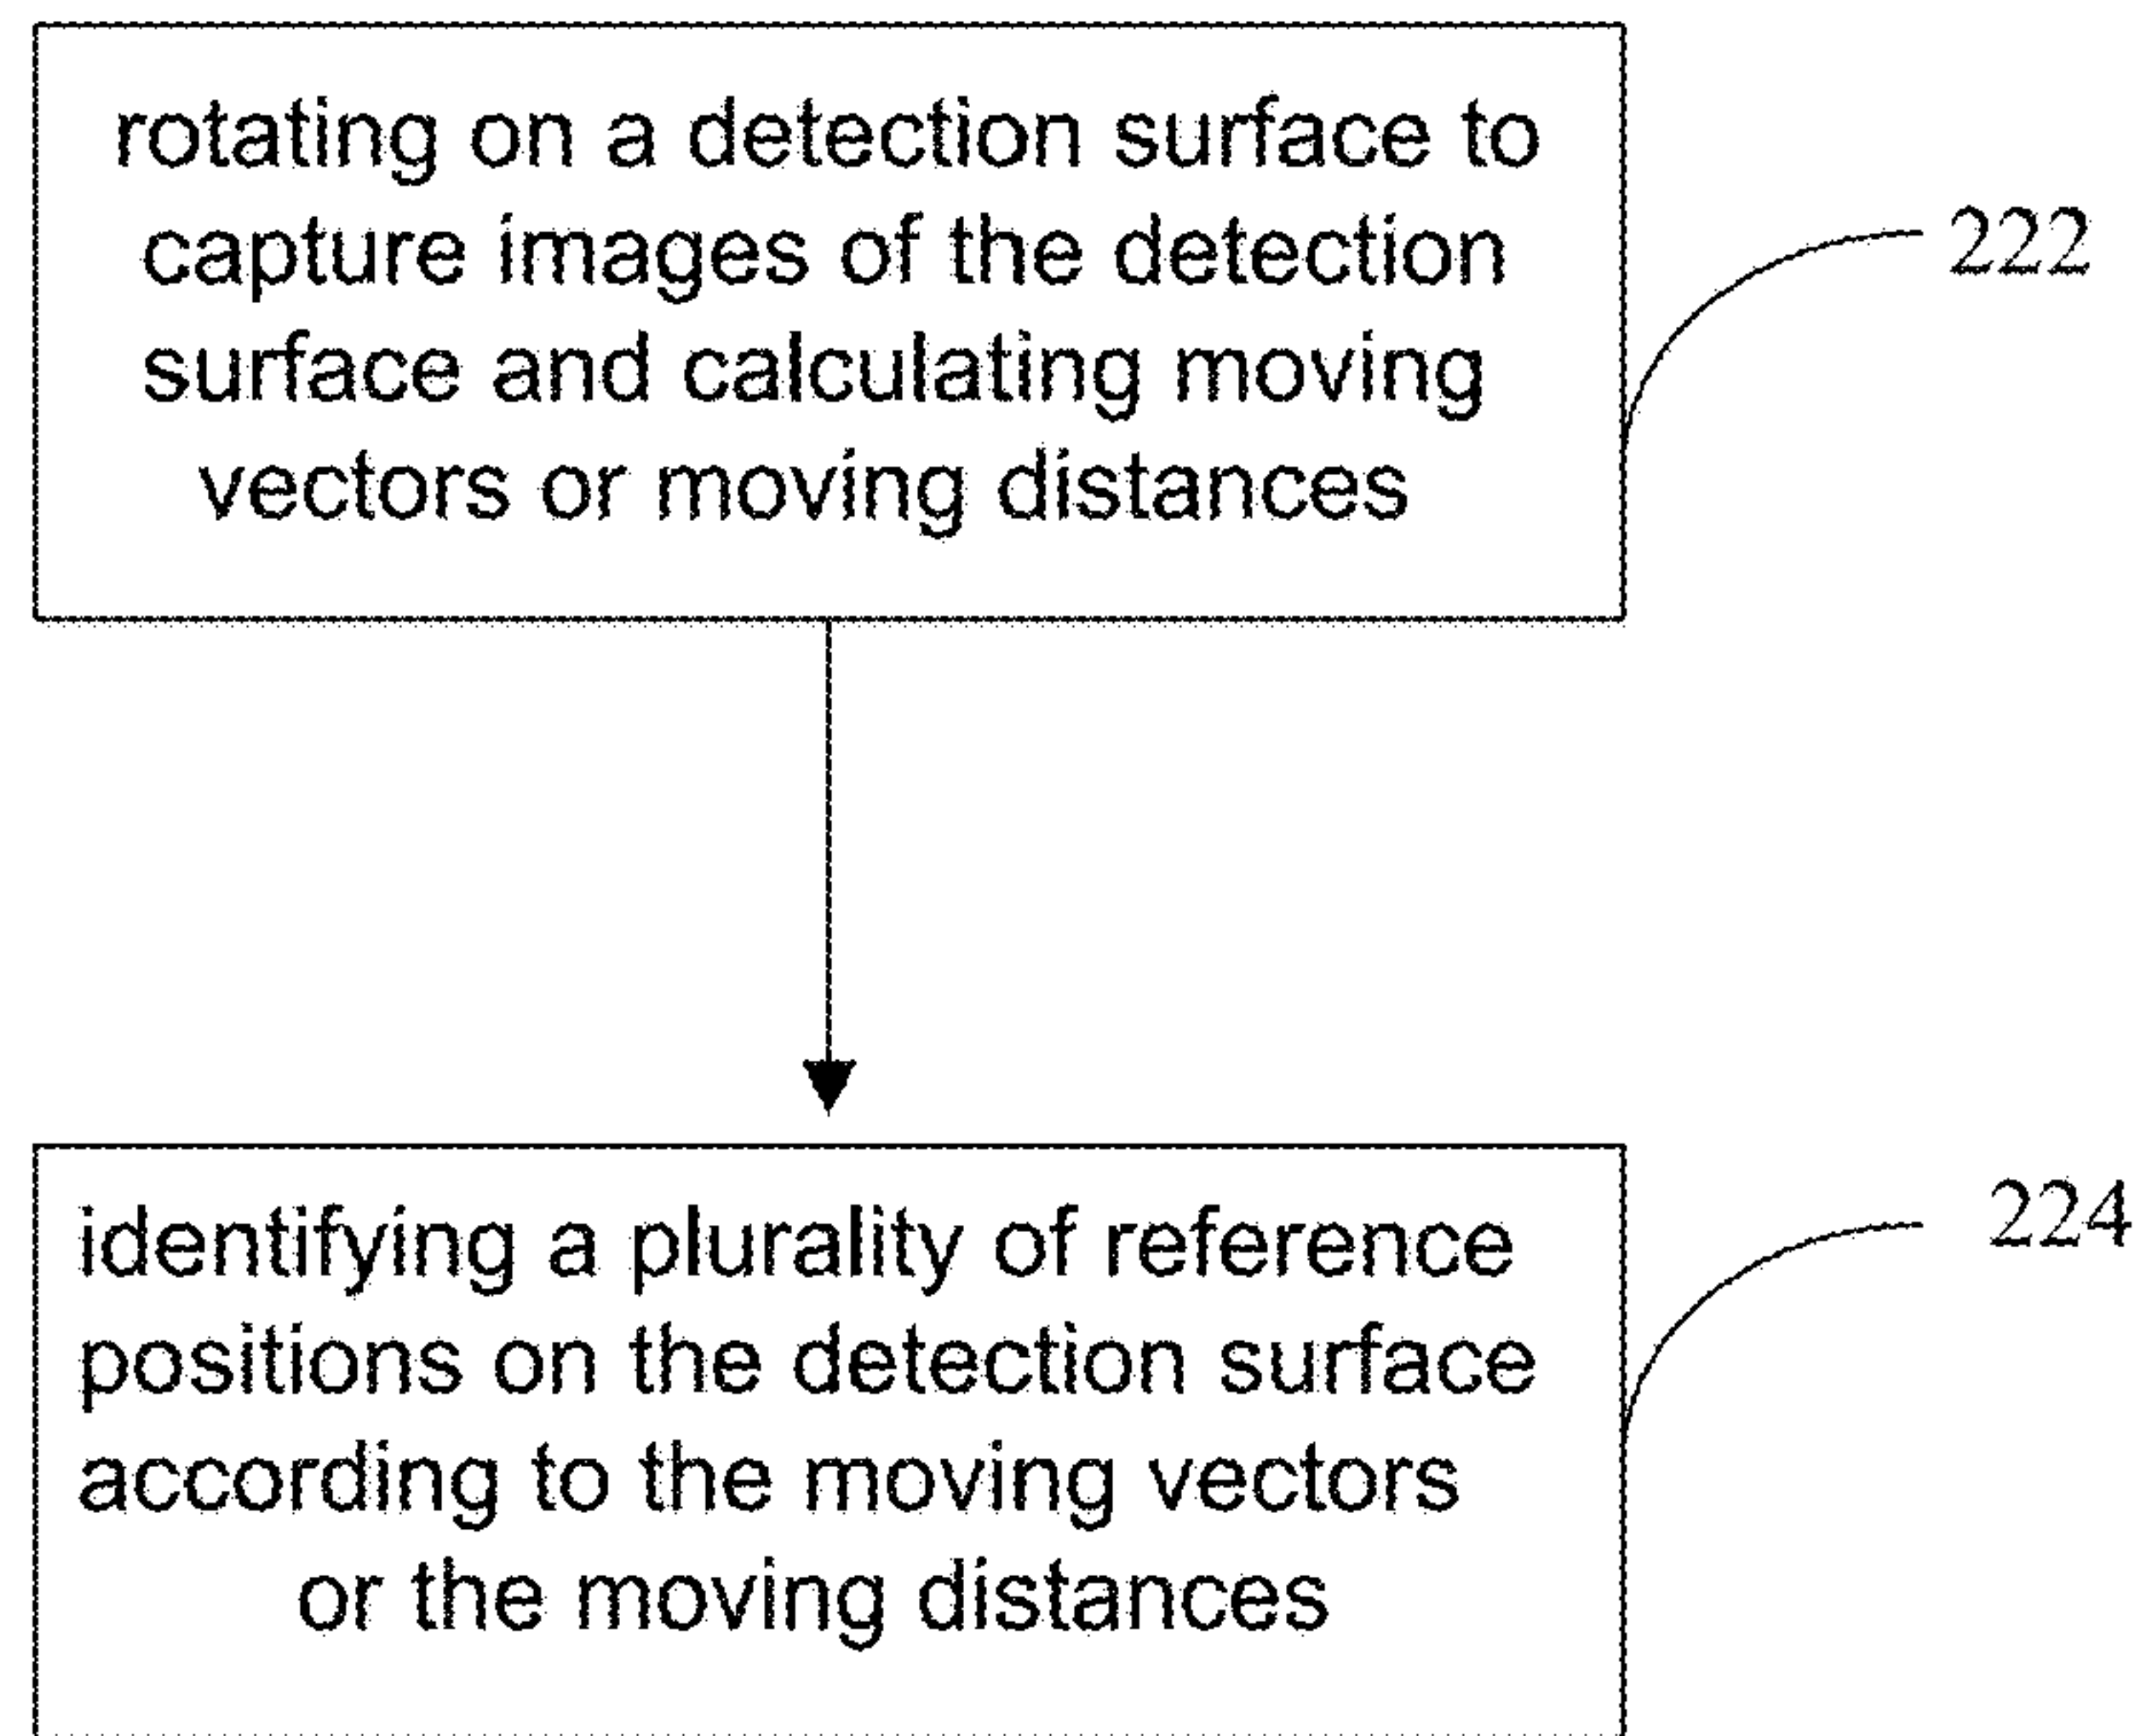 rotating on a detection surface to
capture images of the detection
surface and calculating moving
vectors or moving distances
222
identifying a plurality of reference
positions on the detection surface
according to the moving vectors
or the moving distances
224